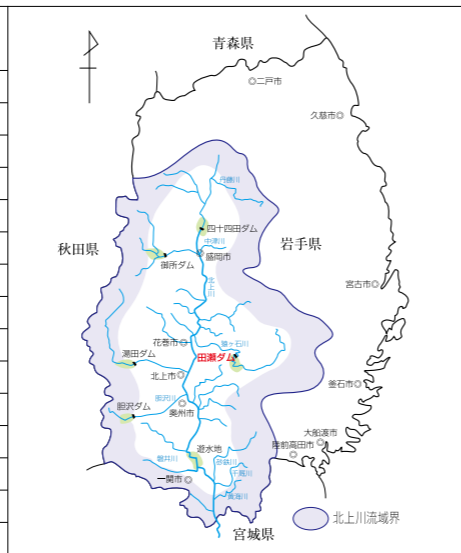 青森県
二戸市
久慈市
丹藤川
四十四田ダム
中津川
秋田県
岩手県
盛岡市
御所ダム
北上川
宮古市
花巻市
猿ヶ石川
湯田ダム
田瀬ダム
北上市
釜石市
胆沢川
胆沢ダム
奥州市
大船渡市
遊水地
陸前高田市
磐井川
砂鉄川
千厩川
一関市
黄海川
北上川流域界
宮城県